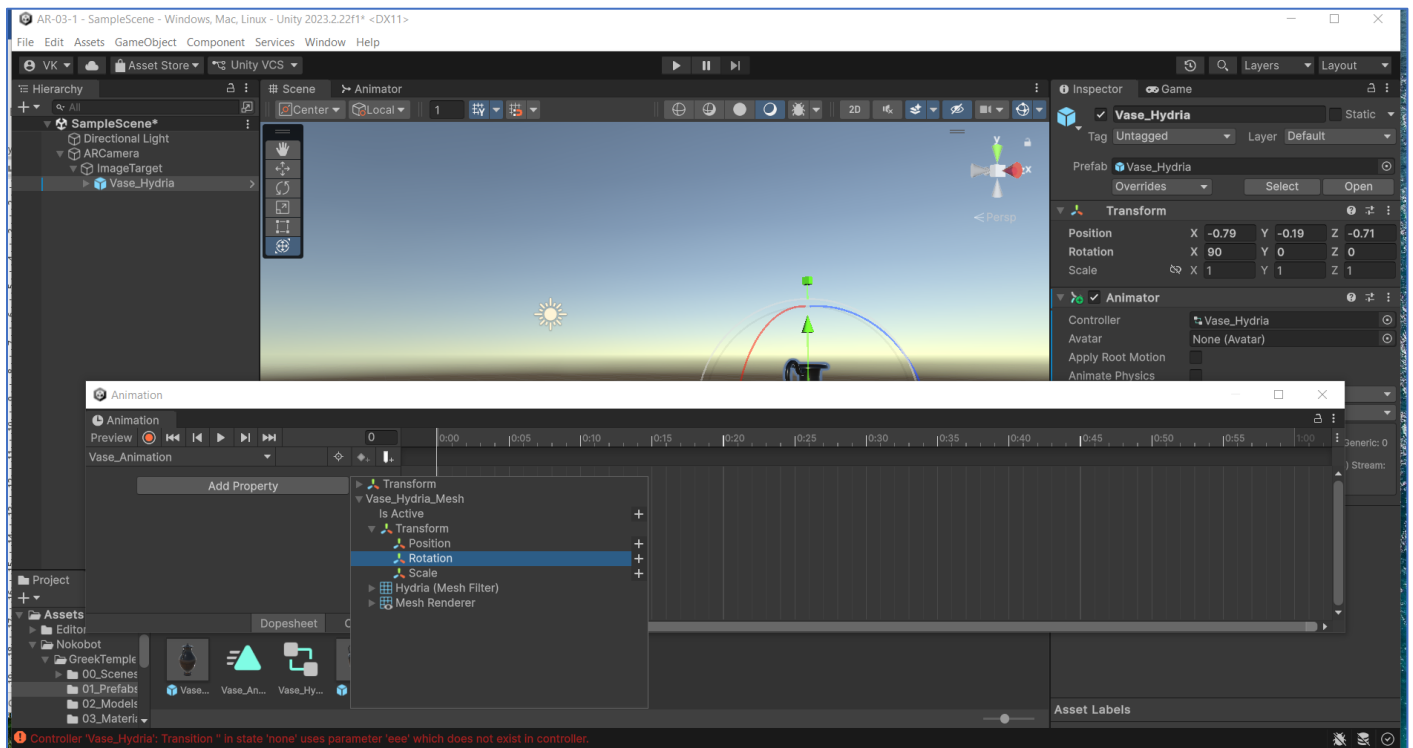 AR-03-1 - SampleScene - Windows, Mac, Linux - Unity 2023.2.22f1* <DX11>
File Edit Assets GameObject Component Services Window Help
VK Asset Store Unity VCS Layers Layout
Hierarchy
All
SampleScene*
Directional Light
ARCamera
ImageTarget
Vase_Hydria
Scene Animator
Center Local 1 2D
y
x
Persp
Inspector Game
Vase_Hydria Static
Tag Untagged Layer Default
Prefab Vase_Hydria
Overrides Select Open
Transform
Position X -0.79 Y -0.19 Z -0.71
Rotation X 90 Y 0 Z 0
Scale X 1 Y 1 Z 1
Animator
Controller Vase_Hydria
Avatar None (Avatar)
Apply Root Motion
Animate Physics
Generic: 0
) Stream:
Animation
Animation
Preview 0 0:00 0:05 0:10 0:15 0:20 0:25 0:30 0:35 0:40 0:45 0:50 0:55 1:00
Vase_Animation
Add Property
Transform
Vase_Hydria_Mesh
Is Active
Transform
Position
Rotation
Scale
Hydria (Mesh Filter)
Mesh Renderer
Dopesheet C
Project
Assets
Editor
Nokobot
GreekTemple
00_Scenes
01_Prefabs
02_Models
03_Materia
Vase... Vase_An... Vase_Hy...
Asset Labels
Controller 'Vase_Hydria': Transition '' in state 'none' uses parameter 'eee' which does not exist in controller.